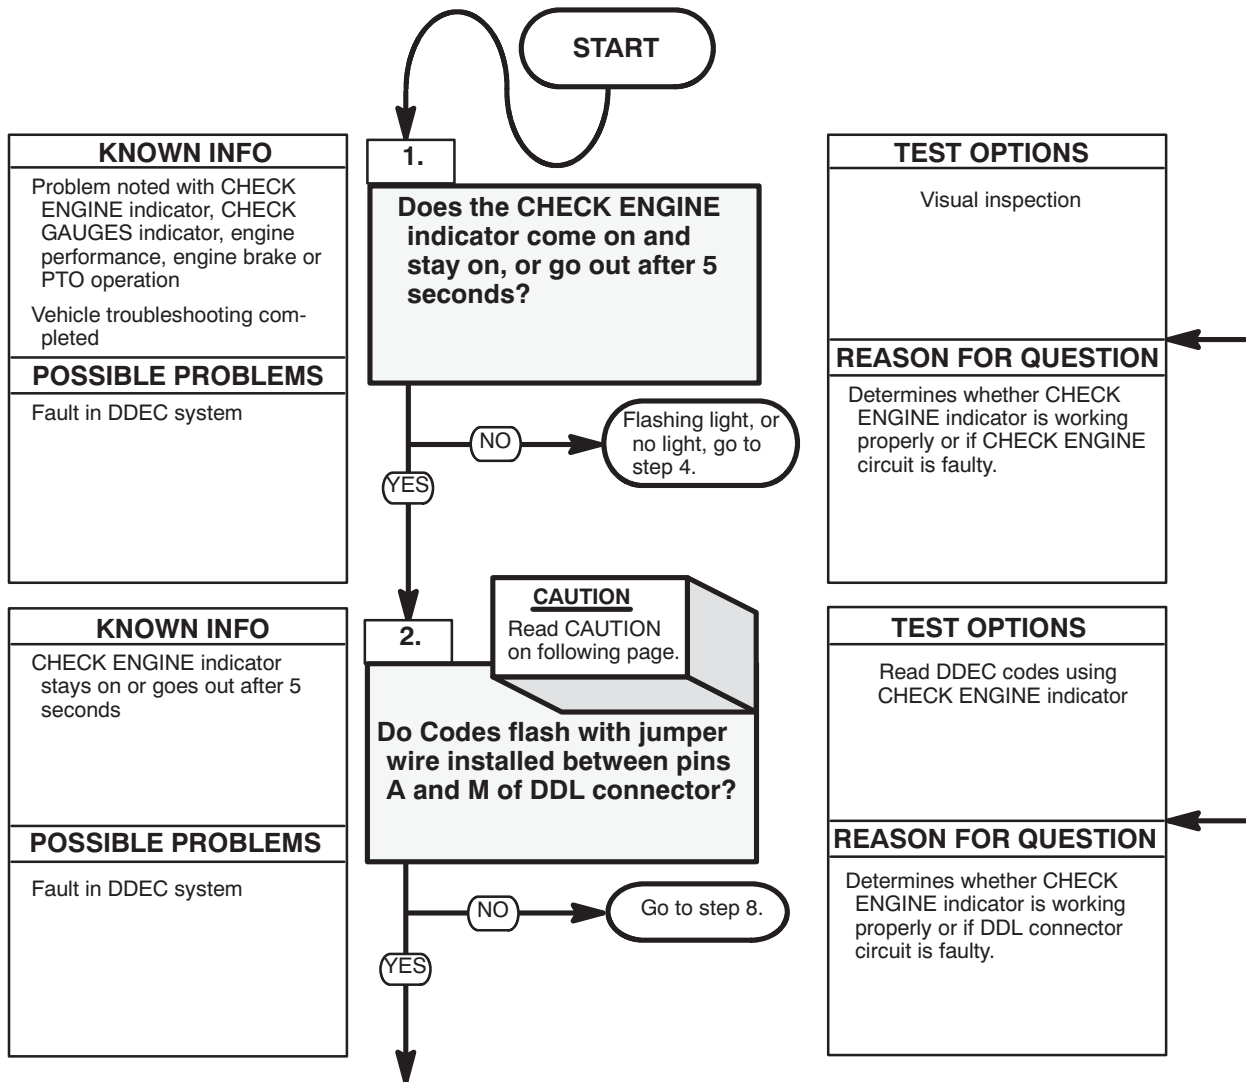 START
KNOWN INFO
Problem noted with CHECK
ENGINE indicator, CHECK
GAUGES indicator, engine
performance, engine brake or
PTO operation
Vehicle troubleshooting com-
pleted
POSSIBLE PROBLEMS
Fault in DDEC system
1.
Does the CHECK ENGINE
indicator come on and
stay on, or go out after 5
seconds?
NO
Flashing light, or
no light, go to
step 4.
YES
TEST OPTIONS
Visual inspection
REASON FOR QUESTION
Determines whether CHECK
ENGINE indicator is working
properly or if CHECK ENGINE
circuit is faulty.
KNOWN INFO
CHECK ENGINE indicator
stays on or goes out after 5
seconds
POSSIBLE PROBLEMS
Fault in DDEC system
CAUTION
Read CAUTION
on following page.
2.
Do Codes flash with jumper
wire installed between pins
A and M of DDL connector?
NO
Go to step 8.
YES
TEST OPTIONS
Read DDEC codes using
CHECK ENGINE indicator
REASON FOR QUESTION
Determines whether CHECK
ENGINE indicator is working
properly or if DDL connector
circuit is faulty.